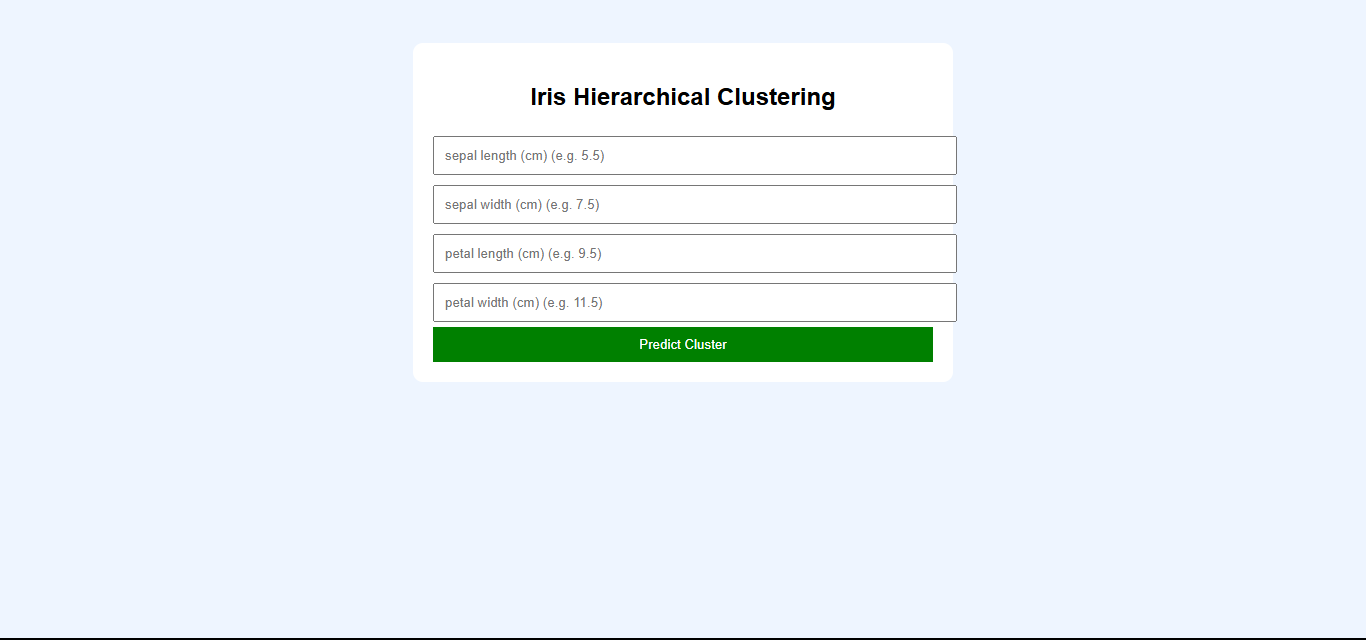 Iris Hierarchical Clustering
sepal length (cm) (e.g. 5.5)
sepal width (cm) (e.g. 7.5)
petal length (cm) (e.g. 9.5)
petal width (cm) (e.g. 11.5)
Predict Cluster